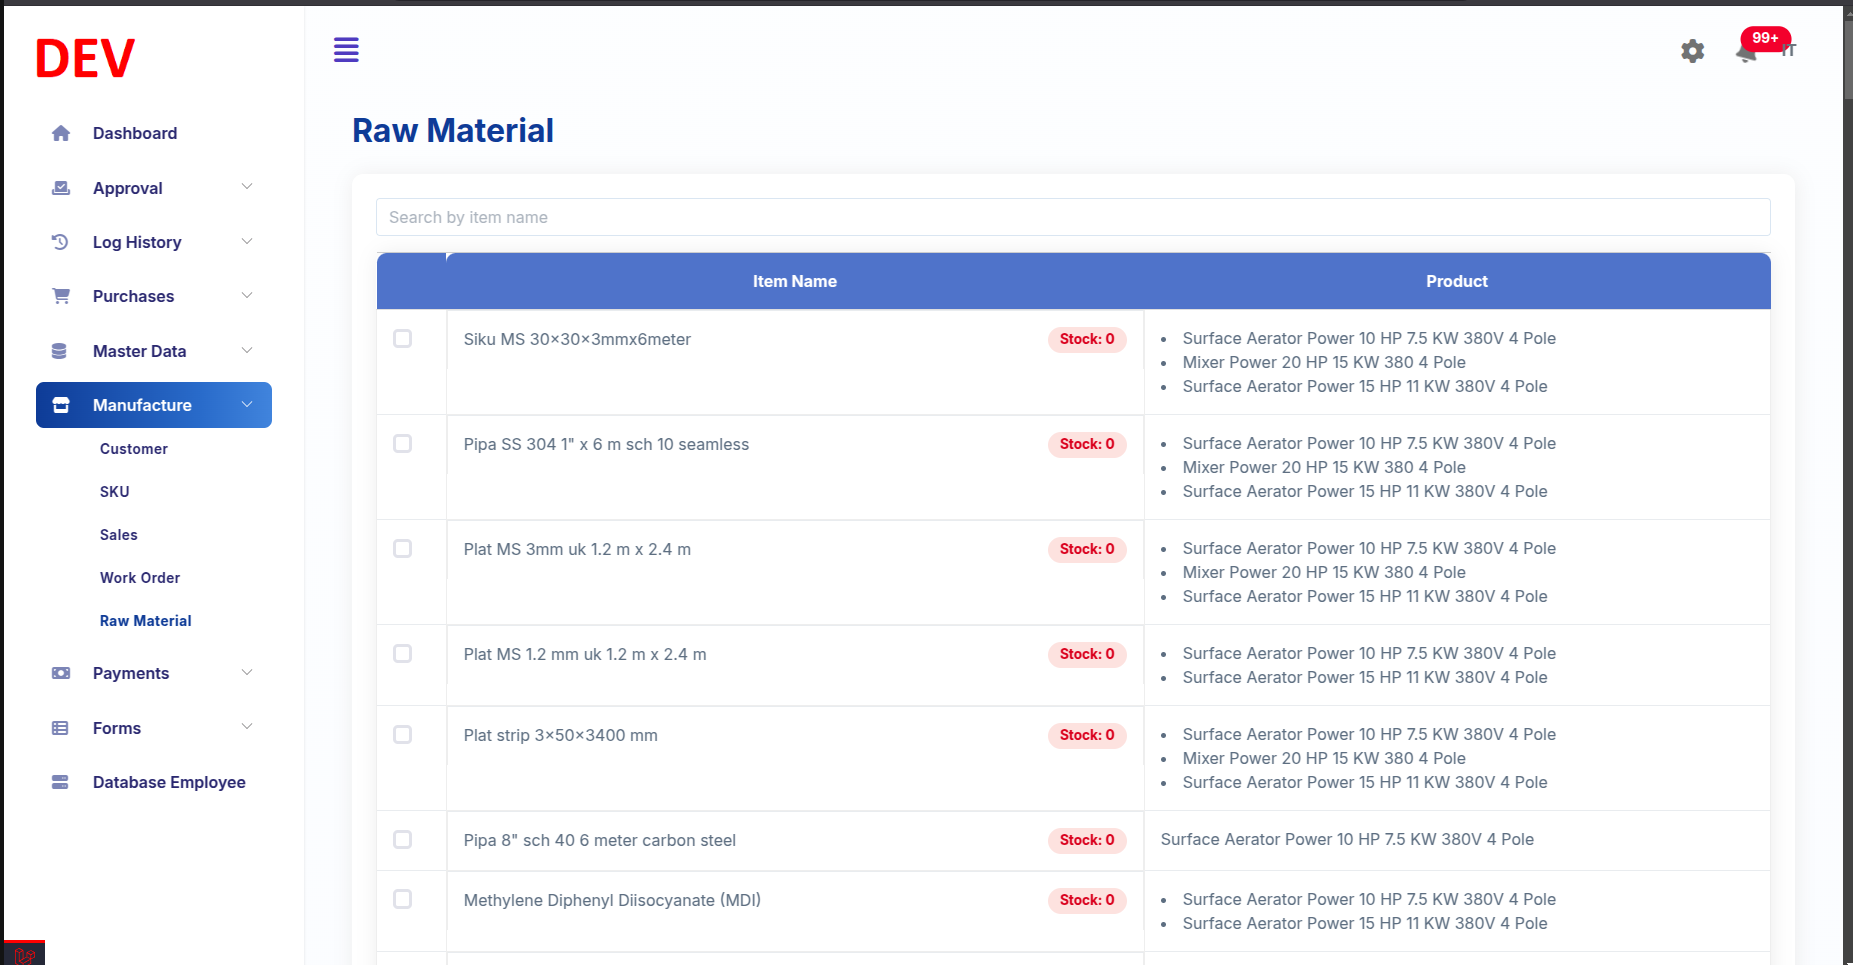 DEV
99+
IT
Dashboard
Approval
Log History
Purchases
Master Data
Manufacture
Customer
SKU
Sales
Work Order
Raw Material
Payments
Forms
Database Employee
Raw Material
Search by item name
Item Name Product
Siku MS 30x30x3mmx6meter Stock: 0
• Surface Aerator Power 10 HP 7.5 KW 380V 4 Pole
• Mixer Power 20 HP 15 KW 380 4 Pole
• Surface Aerator Power 15 HP 11 KW 380V 4 Pole
Pipa SS 304 1" x 6 m sch 10 seamless Stock: 0
• Surface Aerator Power 10 HP 7.5 KW 380V 4 Pole
• Mixer Power 20 HP 15 KW 380 4 Pole
• Surface Aerator Power 15 HP 11 KW 380V 4 Pole
Plat MS 3mm uk 1.2 m x 2.4 m Stock: 0
• Surface Aerator Power 10 HP 7.5 KW 380V 4 Pole
• Mixer Power 20 HP 15 KW 380 4 Pole
• Surface Aerator Power 15 HP 11 KW 380V 4 Pole
Plat MS 1.2 mm uk 1.2 m x 2.4 m Stock: 0
• Surface Aerator Power 10 HP 7.5 KW 380V 4 Pole
• Surface Aerator Power 15 HP 11 KW 380V 4 Pole
Plat strip 3x50x3400 mm Stock: 0
• Surface Aerator Power 10 HP 7.5 KW 380V 4 Pole
• Mixer Power 20 HP 15 KW 380 4 Pole
• Surface Aerator Power 15 HP 11 KW 380V 4 Pole
Pipa 8" sch 40 6 meter carbon steel Stock: 0
Surface Aerator Power 10 HP 7.5 KW 380V 4 Pole
Methylene Diphenyl Diisocyanate (MDI) Stock: 0
• Surface Aerator Power 10 HP 7.5 KW 380V 4 Pole
• Surface Aerator Power 15 HP 11 KW 380V 4 Pole